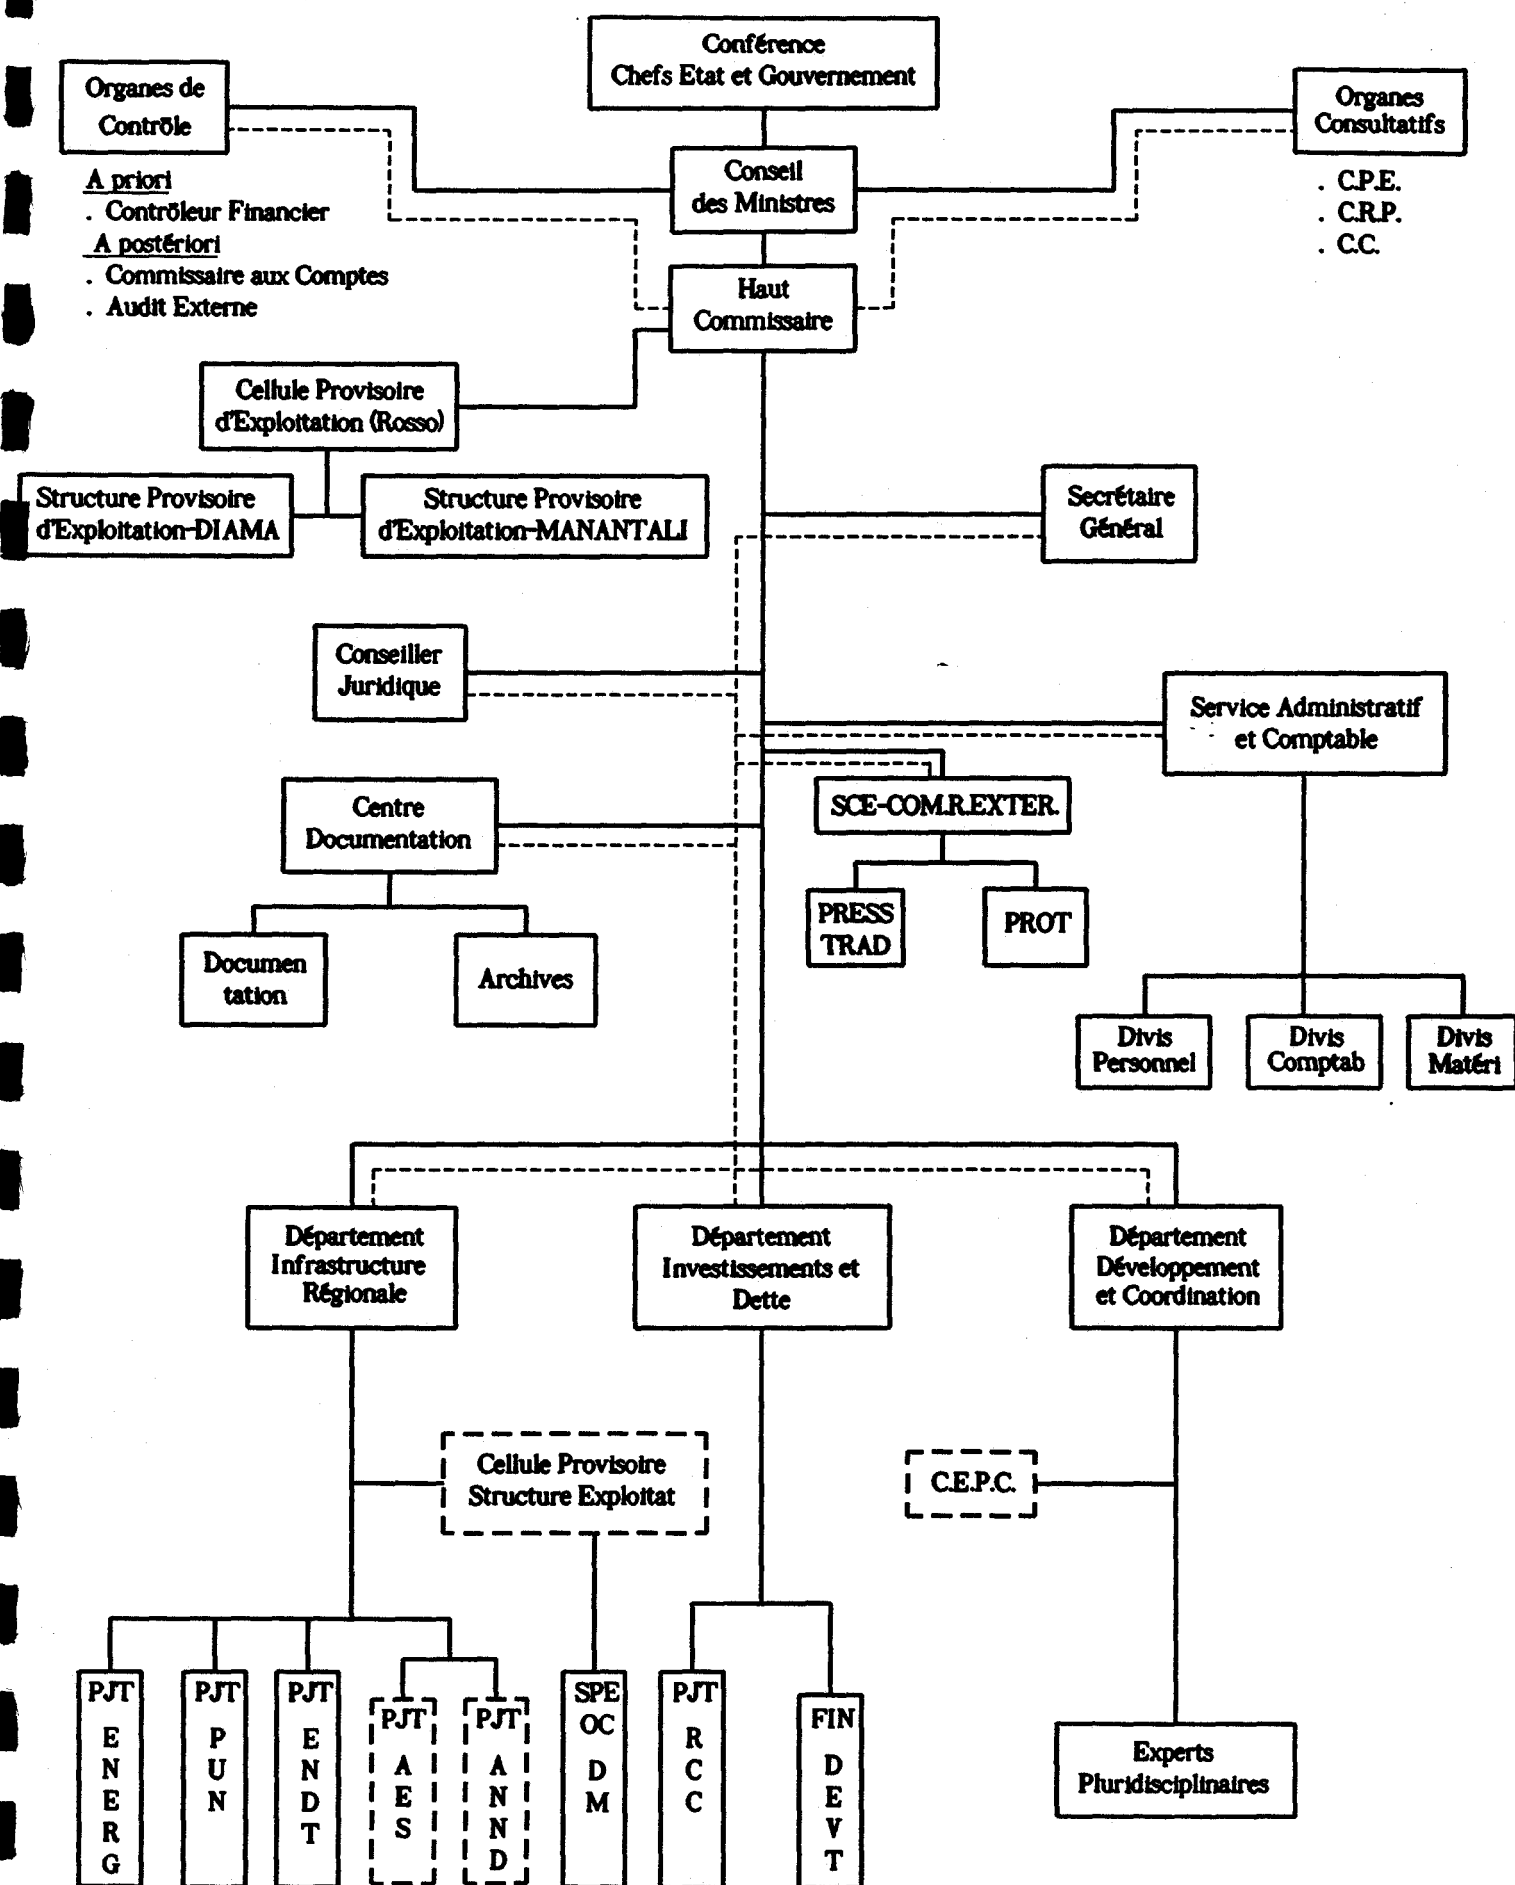 Conférence
Chefs Etat et Gouvernement
Organes de
Contrôle
Organes
Consultatifs
A priori
. Contrôleur Financier
A postériori
. Commissaire aux Comptes
. Audit Externe
. C.P.E.
. C.R.P.
. C.C.
Conseil
des Ministres
Haut
Commissaire
Cellule Provisoire
d'Exploitation (Rosso)
Structure Provisoire
d'Exploitation-DIAMA
Structure Provisoire
d'Exploitation-MANANTALI
Secrétaire
Général
Conseiller
Juridique
Service Administratif
et Comptable
Centre
Documentation
SCE-COM.R.EXTER.
PRESS
TRAD
PROT
Documen
tation
Archives
Divis
Personnel
Divis
Comptab
Divis
Matéri
Département
Infrastructure
Régionale
Département
Investissements et
Dette
Département
Développement
et Coordination
Cellule Provisoire
Structure Exploitat
C.E.P.C.
PJT
E
N
E
R
G
PJT
P
U
N
PJT
E
N
D
T
PJT
A
E
S
PJT
A
N
N
D
SPE
OC
D
M
PJT
R
C
C
FIN
D
E
V
T
Experts
Pluridisciplinaires